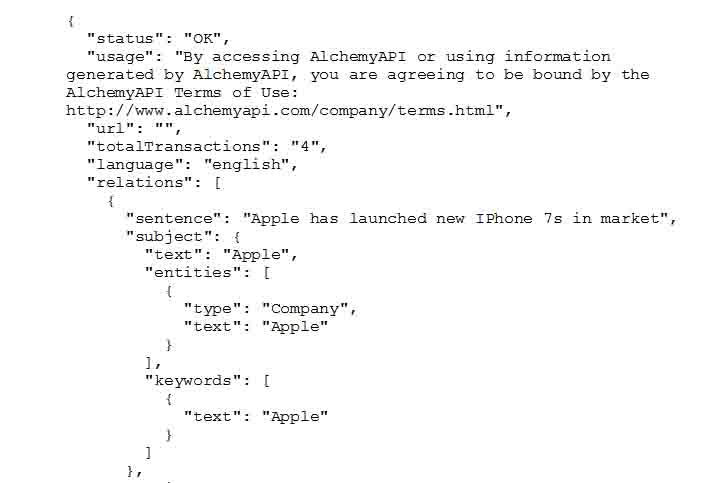 {
"status": "OK",
"usage": "By accessing AlchemyAPI or using information
generated by AlchemyAPI, you are agreeing to be bound by the
AlchemyAPI Terms of Use:
http://www.alchemyapi.com/company/terms.html",
"url": "",
"totalTransactions": "4",
"language": "english",
"relations": [
{
"sentence": "Apple has launched new IPhone 7s in market",
"subject": {
"text": "Apple",
"entities": [
{
"type": "Company",
"text": "Apple"
}
],
"keywords": [
{
"text": "Apple"
}
]
},